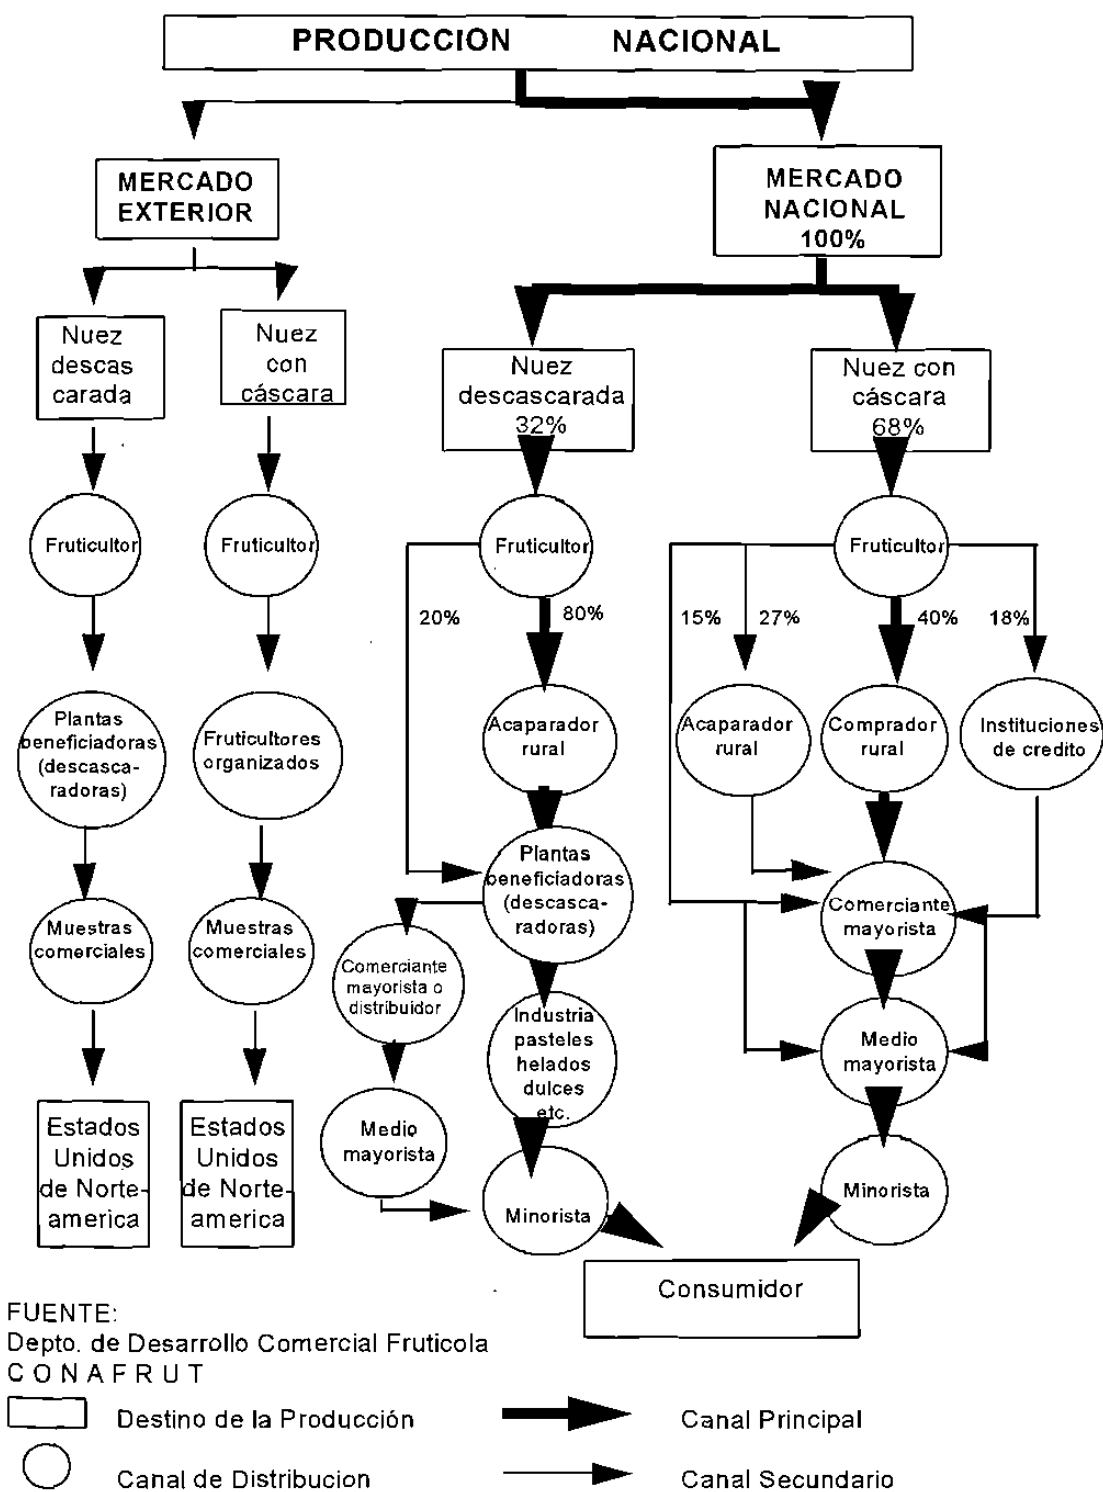 PRODUCCION NACIONAL
MERCADO
EXTERIOR
MERCADO
NACIONAL
100%
Nuez
descas
carada
Nuez
con
cáscara
Nuez
descascarada
32%
Nuez con
cáscara
68%
Fruticultor
Fruticultor
Fruticultor
Fruticultor
20%
80%
15%
27%
40%
18%
Plantas
beneficiadoras
(descasca-
radoras)
Fruticultores
organizados
Acaparador
rural
Acaparador
rural
Comprador
rural
Instituciones
de credito
Plantas
beneficiadoras
(descasca-
radoras)
Comerciante
mayorista
Muestras
comerciales
Muestras
comerciales
Comerciante
mayorista o
distribuidor
Industria
pasteles
helados
dulces
etc.
Medio
mayorista
Estados
Unidos
de Norte-
america
Estados
Unidos
de Norte-
america
Medio
mayorista
Minorista
Minorista
Consumidor
FUENTE:
Depto. de Desarrollo Comercial Fruticola
C O N A F R U T
Destino de la Producción
Canal Principal
Canal de Distribucion
Canal Secundario